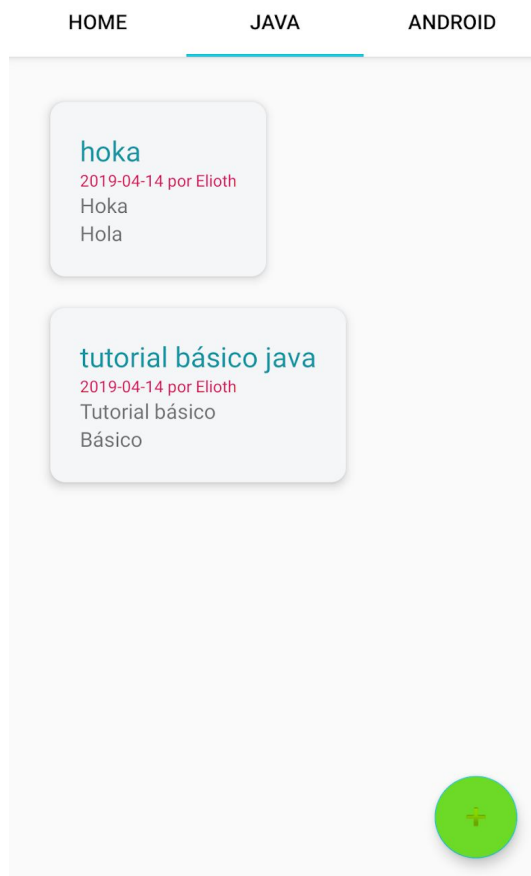 HOME JAVA ANDROID
hoka
2019-04-14 por Elioth
Hoka
Hola
tutorial básico java
2019-04-14 por Elioth
Tutorial básico
Básico
+